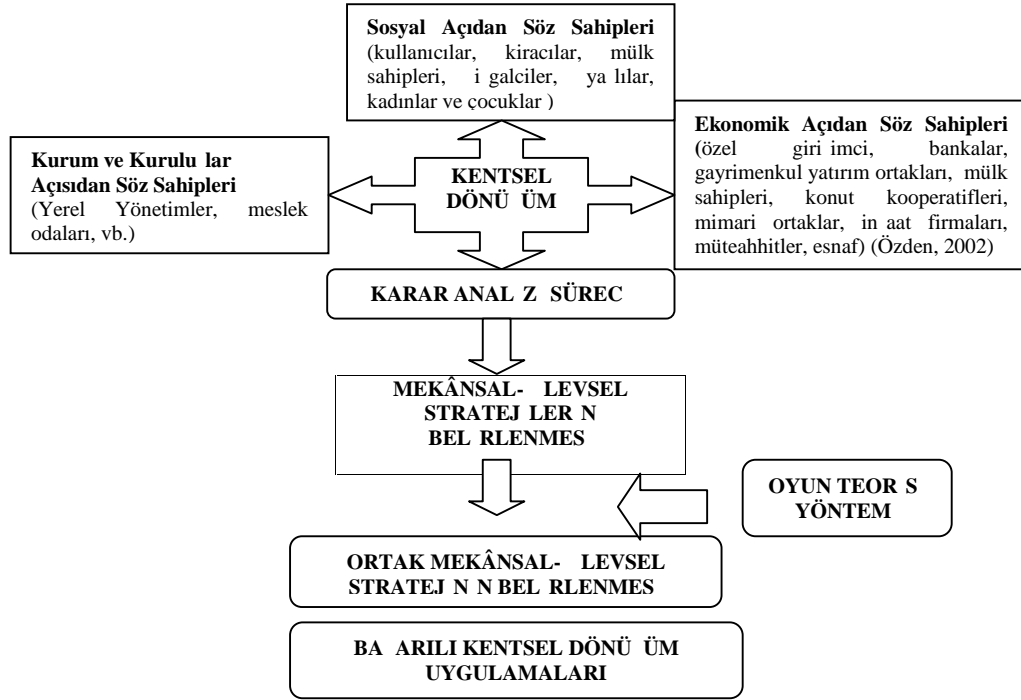 Sosyal Açıdan Söz Sahipleri
(kullanıcılar, kiracılar, mülk
sahipleri, i galciler, ya lılar,
kadınlar ve çocuklar )
Kurum ve Kurulu lar
Açısıdan Söz Sahipleri
(Yerel Yönetimler, meslek
odaları, vb.)
KENTSEL
DÖNÜ ÜM
Ekonomik Açıdan Söz Sahipleri
(özel giri imci, bankalar,
gayrimenkul yatırım ortakları, mülk
sahipleri, konut kooperatifleri,
mimari ortaklar, in aat firmaları,
müteahhitler, esnaf) (Özden, 2002)
KARAR ANAL Z SÜREC
MEKÂNSAL- LEVSEL
STRATEJ LER N
BEL RLENMES
OYUN TEOR S
YÖNTEM
ORTAK MEKÂNSAL- LEVSEL
STRATEJ N N BEL RLENMES
BA ARILI KENTSEL DÖNÜ ÜM
UYGULAMALARI